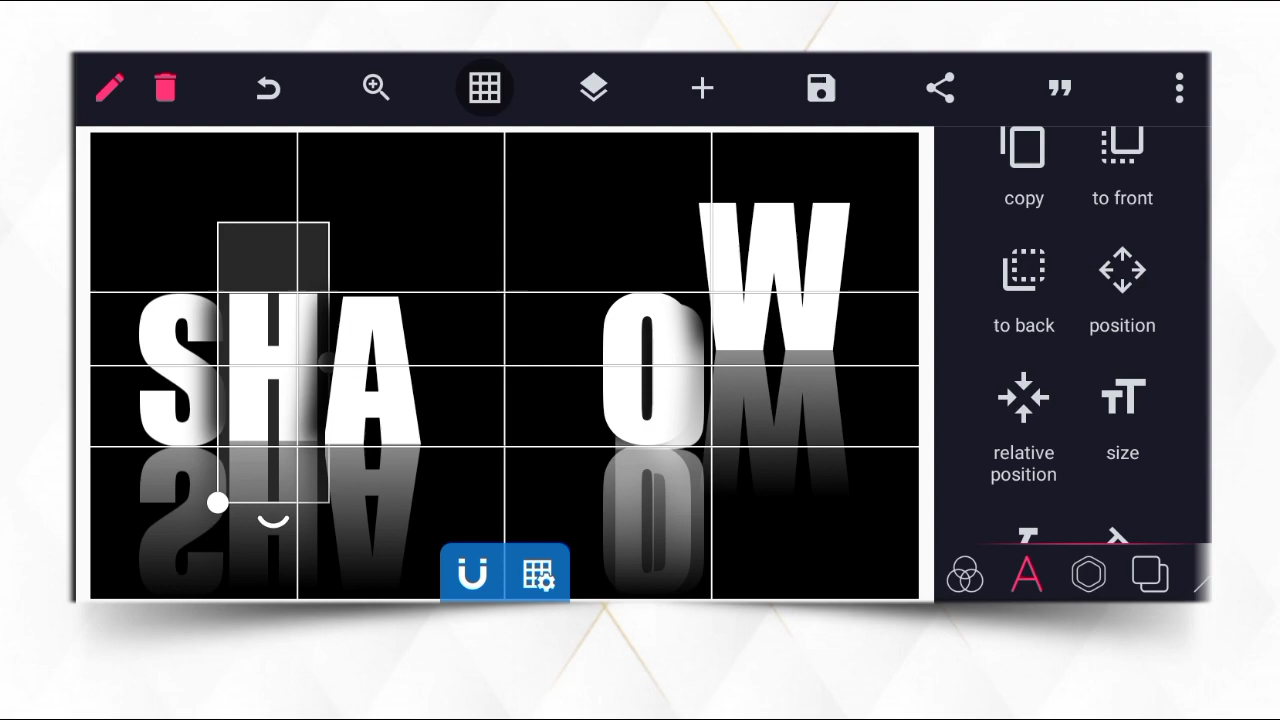 SHA OW
copy
to front
to back
position
relative
position
size